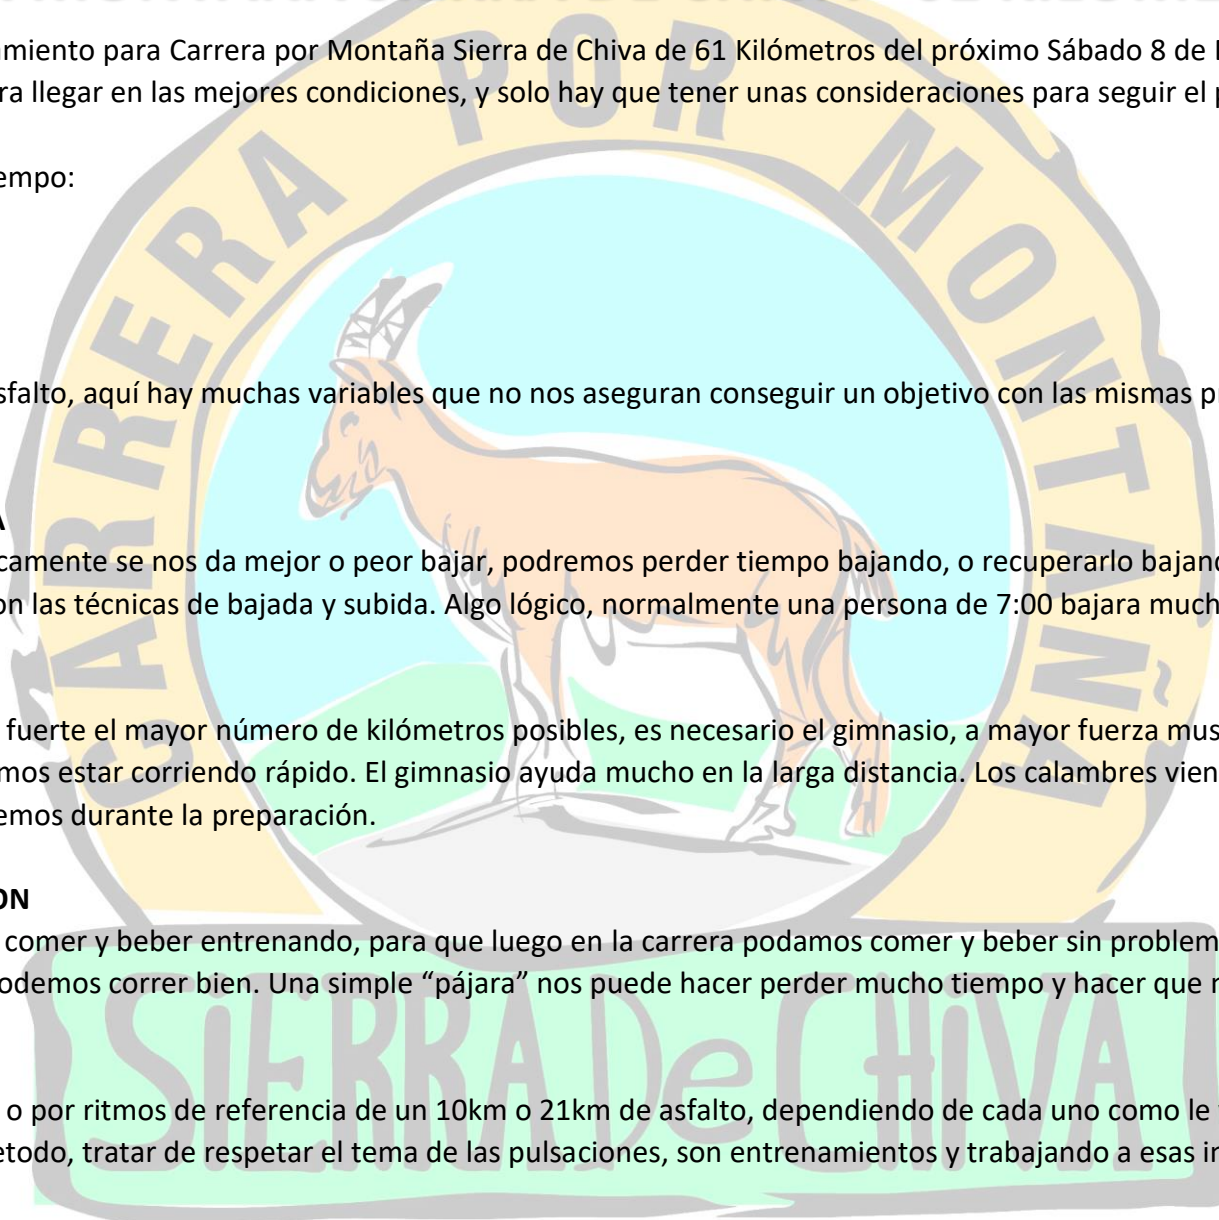 amiento para Carrera por Montaña Sierra de Chiva de 61 Kilómetros del próximo Sábado 8 de
ra llegar en las mejores condiciones, y solo hay que tener unas consideraciones para seguir el p
empo:
sfalto, aquí hay muchas variables que no nos aseguran conseguir un objetivo con las mismas p
A
camente se nos da mejor o peor bajar, podremos perder tiempo bajando, o recuperarlo bajand
on las técnicas de bajada y subida. Algo lógico, normalmente una persona de 7:00 bajara much
fuerte el mayor número de kilómetros posibles, es necesario el gimnasio, a mayor fuerza mus
mos estar corriendo rápido. El gimnasio ayuda mucho en la larga distancia. Los calambres vien
emos durante la preparación.
ON
comer y beber entrenando, para que luego en la carrera podamos comer y beber sin problem
odemos correr bien. Una simple “pájara” nos puede hacer perder mucho tiempo y hacer que
o por ritmos de referencia de un 10km o 21km de asfalto, dependiendo de cada uno como le
etodo, tratar de respetar el tema de las pulsaciones, son entrenamientos y trabajando a esas in
CARRERA POR MONTAÑA
SiERRA De CHiVA